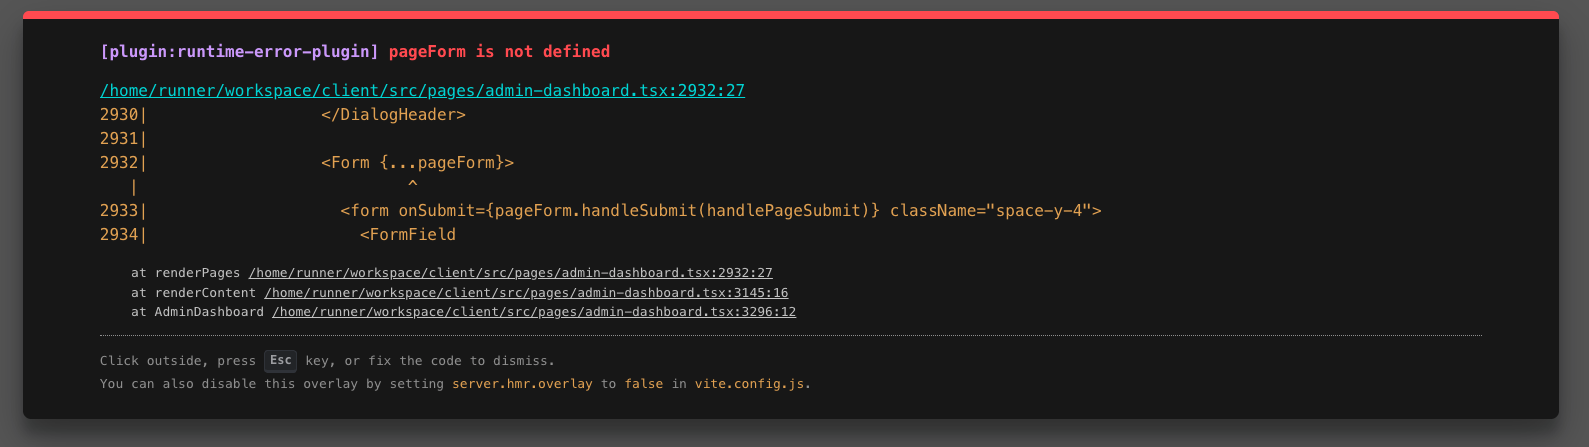 [plugin:runtime-error-plugin] pageForm is not defined
/home/runner/workspace/client/src/pages/admin-dashboard.tsx:2932:27
2930|                  </DialogHeader>
2931|
2932|                  <Form {...pageForm}>
   |                            ^
2933|                    <form onSubmit={pageForm.handleSubmit(handlePageSubmit)} className="space-y-4">
2934|                      <FormField
at renderPages /home/runner/workspace/client/src/pages/admin-dashboard.tsx:2932:27
at renderContent /home/runner/workspace/client/src/pages/admin-dashboard.tsx:3145:16
at AdminDashboard /home/runner/workspace/client/src/pages/admin-dashboard.tsx:3296:12
Click outside, press Esc key, or fix the code to dismiss.
You can also disable this overlay by setting server.hmr.overlay to false in vite.config.js.